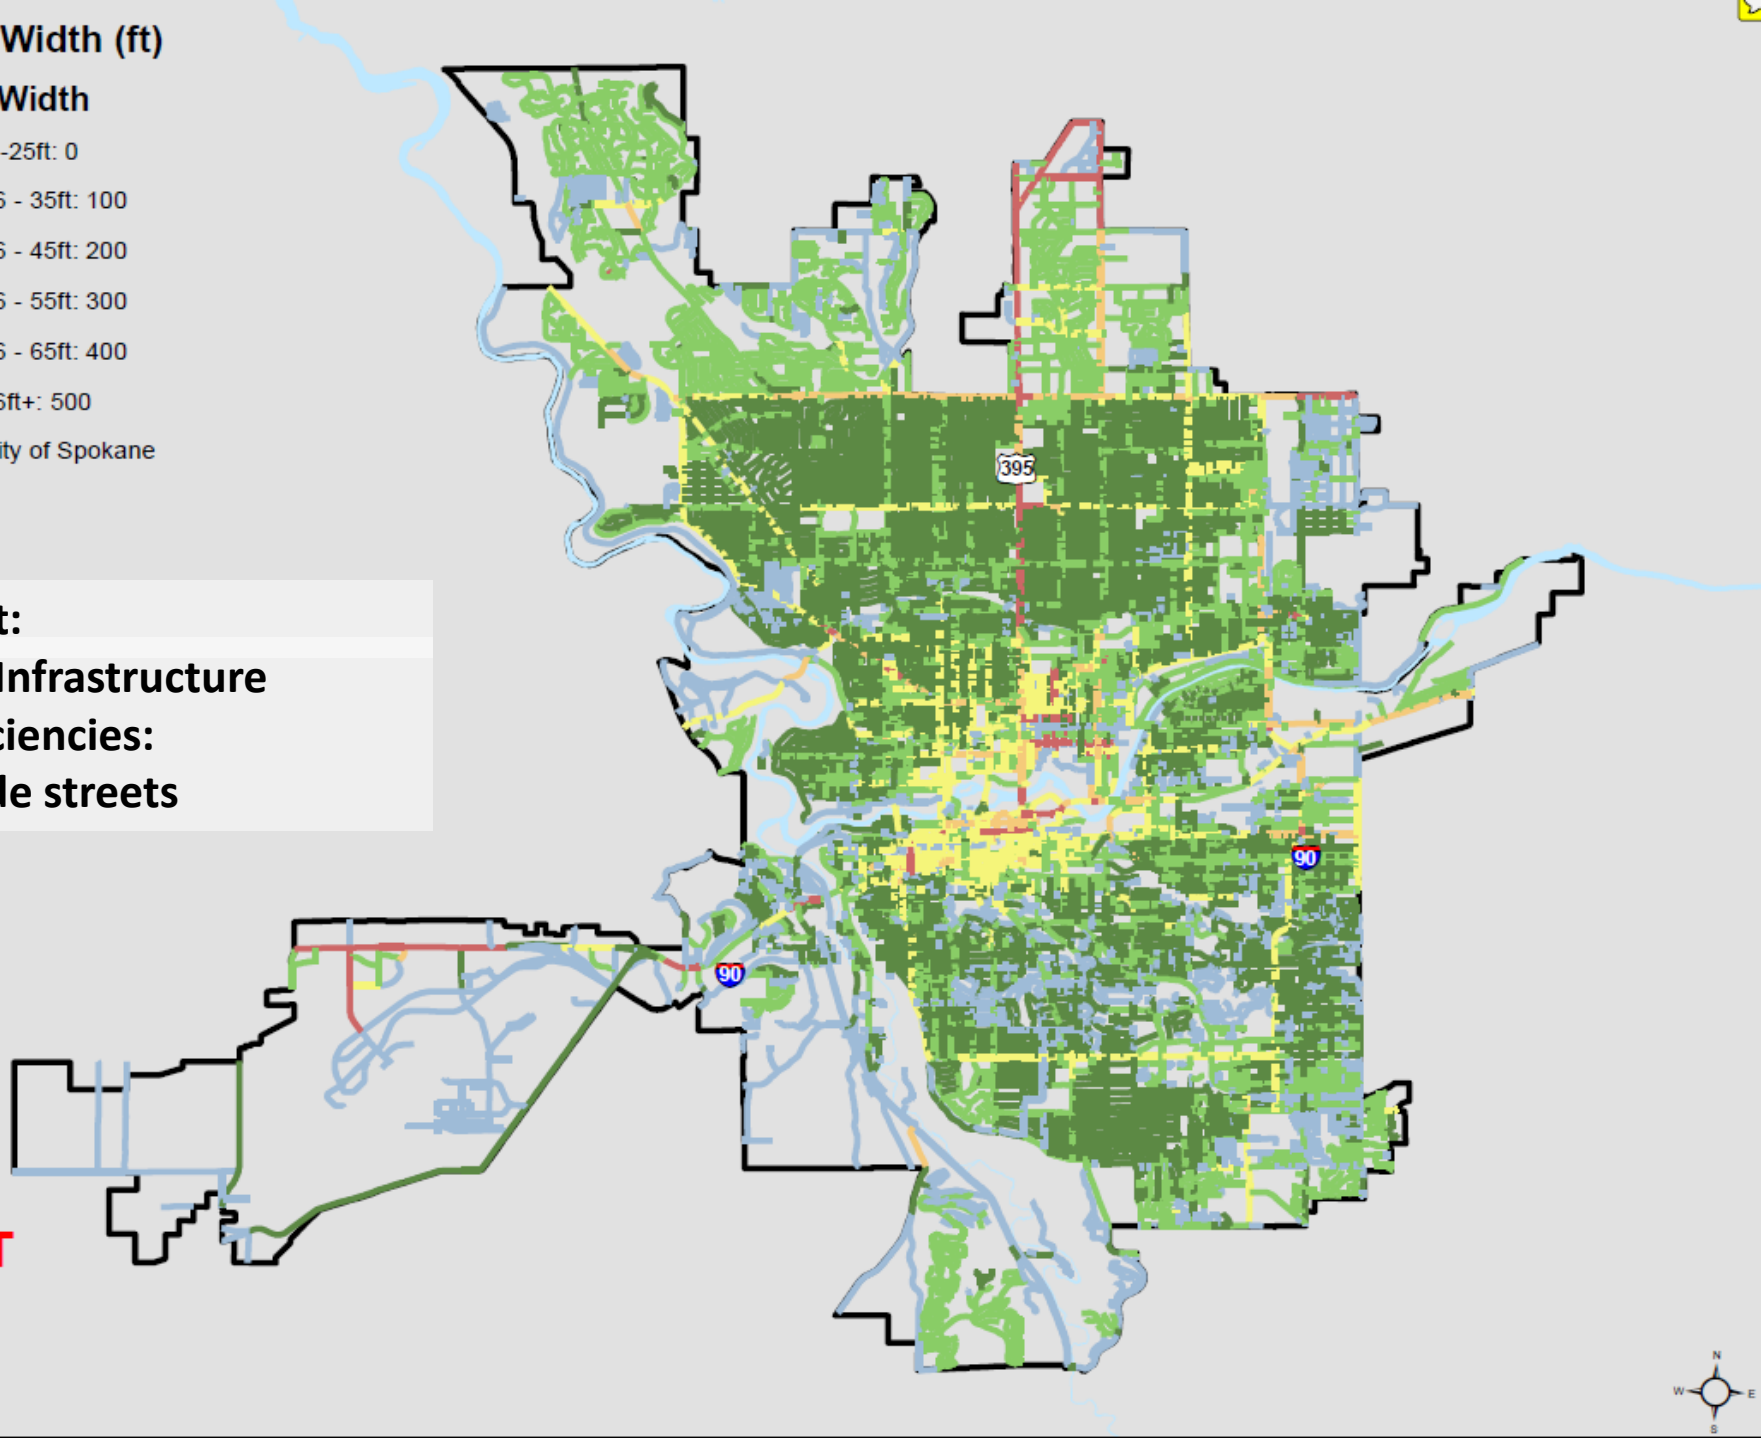 Width (ft)
Width
-25ft: 0
6 - 35ft: 100
6 - 45ft: 200
6 - 55ft: 300
6 - 65ft: 400
6ft+: 500
ity of Spokane
t:
Infrastructure
ciencies:
de streets
395
90
90
T
N
W E
S